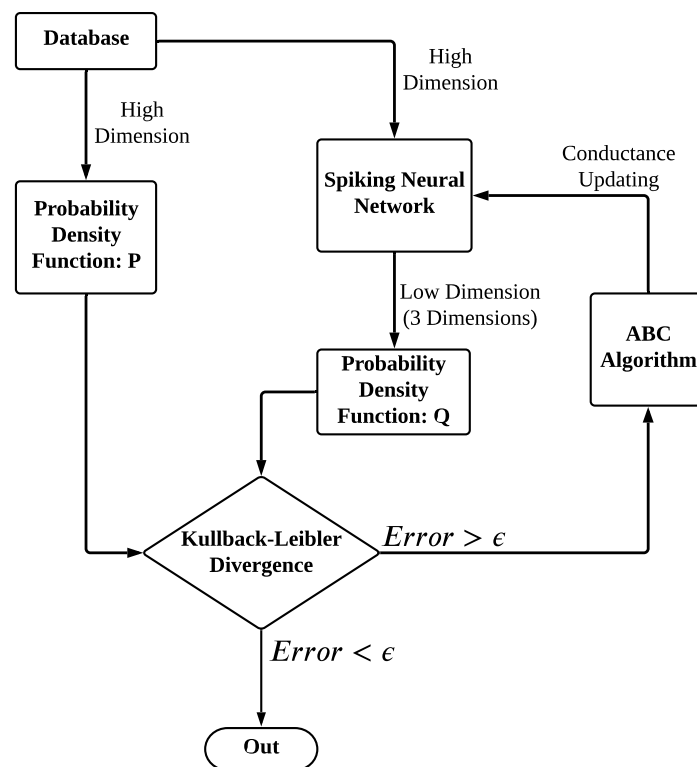 Database
High
Dimension
High
Dimension
Conductance
Updating
Spiking Neural
Network
Probability
Density
Function: P
Low Dimension
(3 Dimensions)
ABC
Algorithm
Probability
Density
Function: Q
Kullback-Leibler
Divergence
Error > ϵ
Error < ϵ
Out